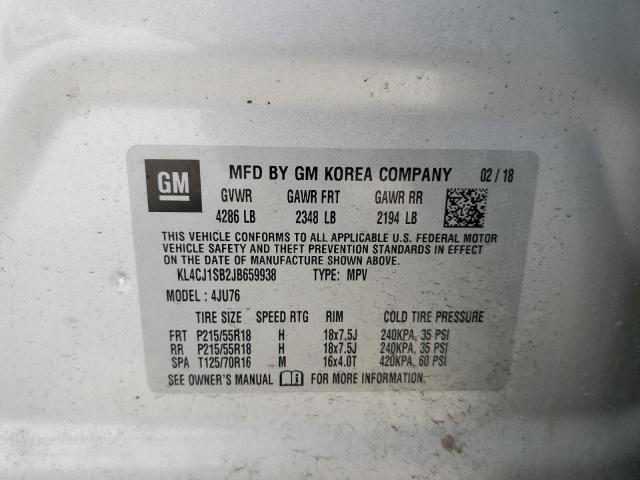 GM
MFD BY GM KOREA COMPANY 02 / 18
GVWR GAWR FRT GAWR RR
4286 LB 2348 LB 2194 LB
THIS VEHICLE CONFORMS TO ALL APPLICABLE U.S. FEDERAL MOTOR
VEHICLE SAFETY AND THEFT PREVENTION STANDARDS IN EFFECT
ON THE DATE OF MANUFACTURE SHOWN ABOVE.
KL4CJ1SB2JB659938 TYPE: MPV
MODEL : 4JU76
TIRE SIZE SPEED RTG RIM COLD TIRE PRESSURE
FRT P215/55R18 H 18x7.5J 240KPA, 35 PSI
RR P215/55R18 H 18x7.5J 240KPA, 35 PSI
SPA T125/70R16 M 16x4.0T 420KPA, 60 PSI
SEE OWNER'S MANUAL FOR MORE INFORMATION.